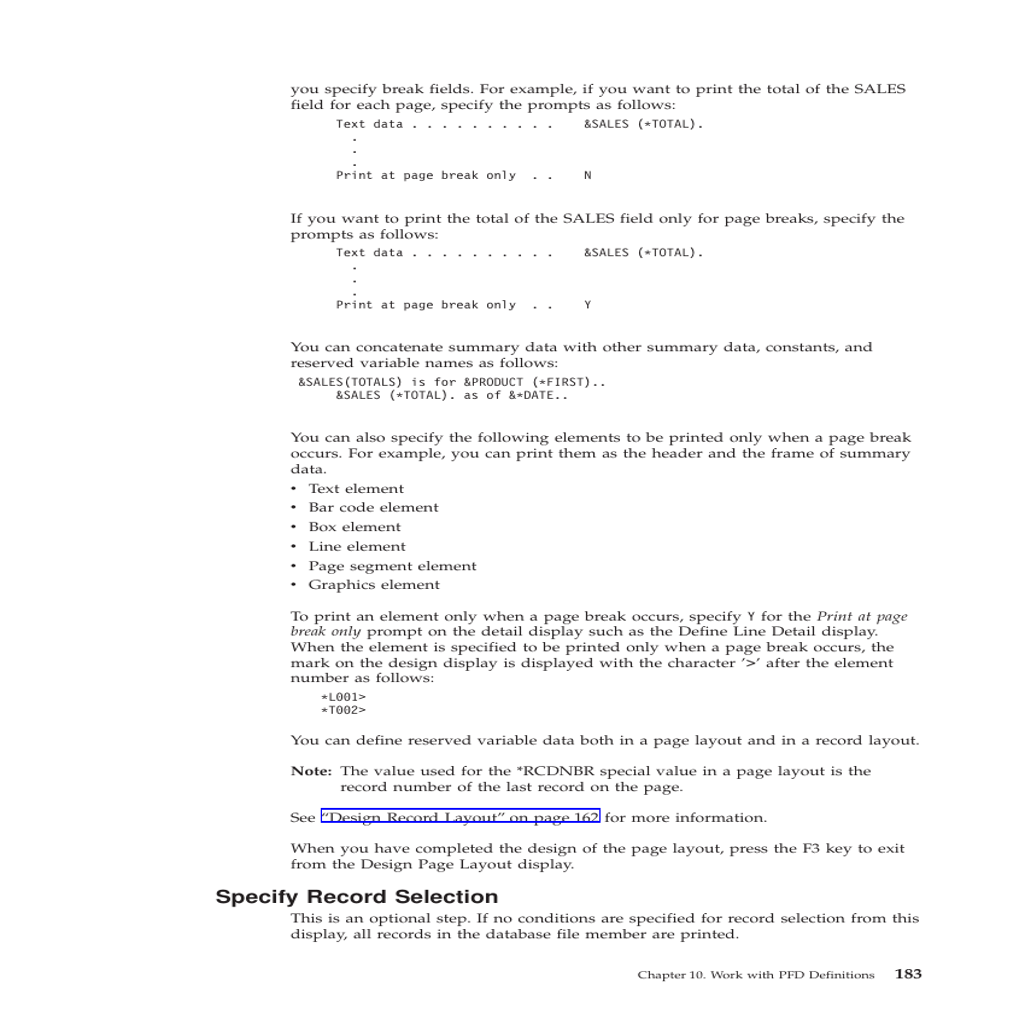 you specify break fields. For example, if you want to print the total of the SALES
field for each page, specify the prompts as follows:
Text data . . . . . . . . . . &SALES (*TOTAL).
.
.
.
Print at page break only . . N
If you want to print the total of the SALES field only for page breaks, specify the
prompts as follows:
Text data . . . . . . . . . . &SALES (*TOTAL).
.
.
.
Print at page break only . . Y
You can concatenate summary data with other summary data, constants, and
reserved variable names as follows:
&SALES(TOTALS) is for &PRODUCT (*FIRST)..
&SALES (*TOTAL). as of &*DATE..
You can also specify the following elements to be printed only when a page break
occurs. For example, you can print them as the header and the frame of summary
data.
• Text element
• Bar code element
• Box element
• Line element
• Page segment element
• Graphics element
To print an element only when a page break occurs, specify Y for the Print at page
break only prompt on the detail display such as the Define Line Detail display.
When the element is specified to be printed only when a page break occurs, the
mark on the design display is displayed with the character ’>’ after the element
number as follows:
*L001>
*T002>
You can define reserved variable data both in a page layout and in a record layout.
Note: The value used for the *RCDNBR special value in a page layout is the
record number of the last record on the page.
See “Design Record Layout” on page 162 for more information.
When you have completed the design of the page layout, press the F3 key to exit
from the Design Page Layout display.
Specify Record Selection
This is an optional step. If no conditions are specified for record selection from this
display, all records in the database file member are printed.
Chapter 10. Work with PFD Definitions 183